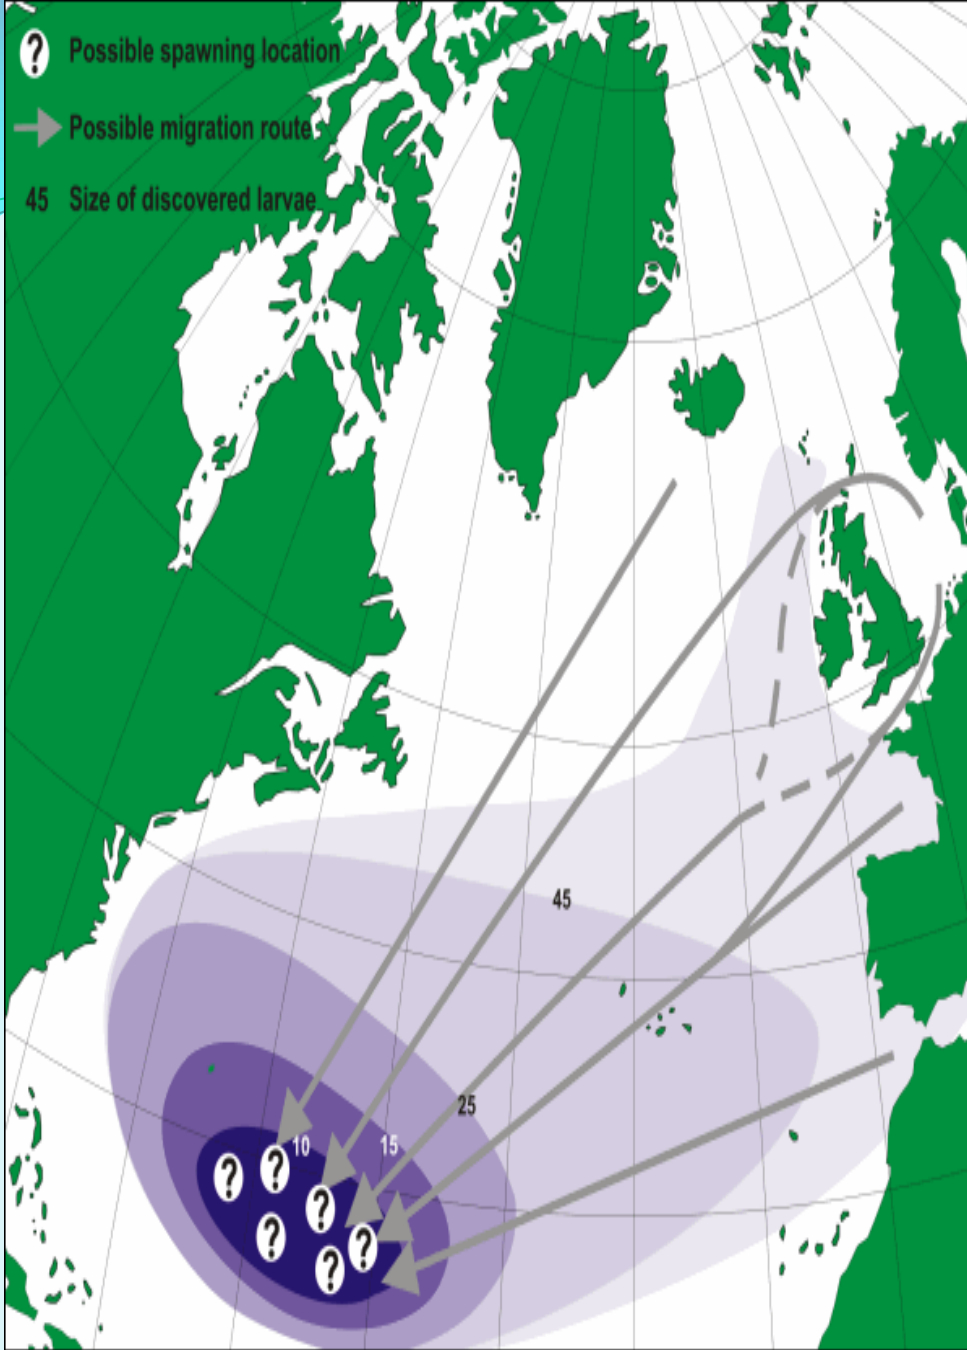 ? Possible spawning location
Possible migration route
45 Size of discovered larvae
45
25
10 15
? ?
?
? ?
?